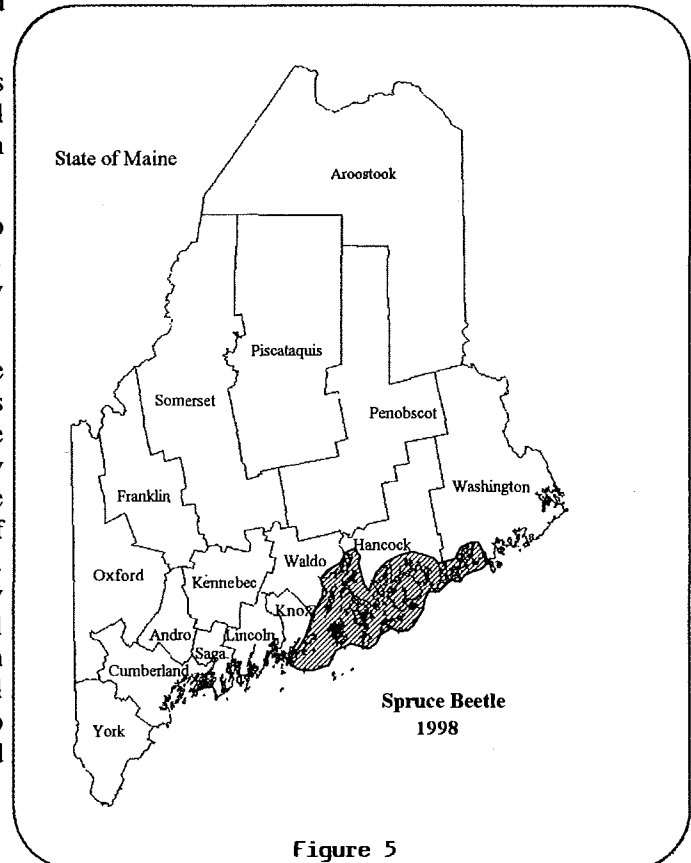 State of Maine
Aroostook
Piscataquis
Somerset
Penobscot
Washington
Franklin
Hancock
Waldo
Oxford
Kennebec
Knox
Andro
Lincoln
Saga
Cumberland
York
Spruce Beetle
1998
Figure 5